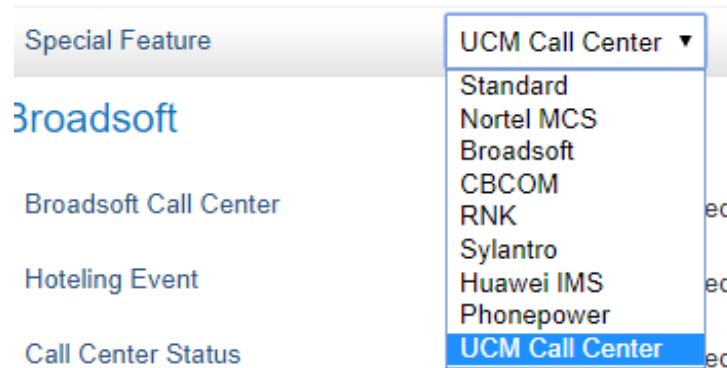 Special Feature
UCM Call Center ▼
Standard
Nortel MCS
Broadsoft
CBCOM
RNK
Sylantro
Huawei IMS
Phonepower
UCM Call Center
Broadsoft
Broadsoft Call Center
Hoteling Event
Call Center Status